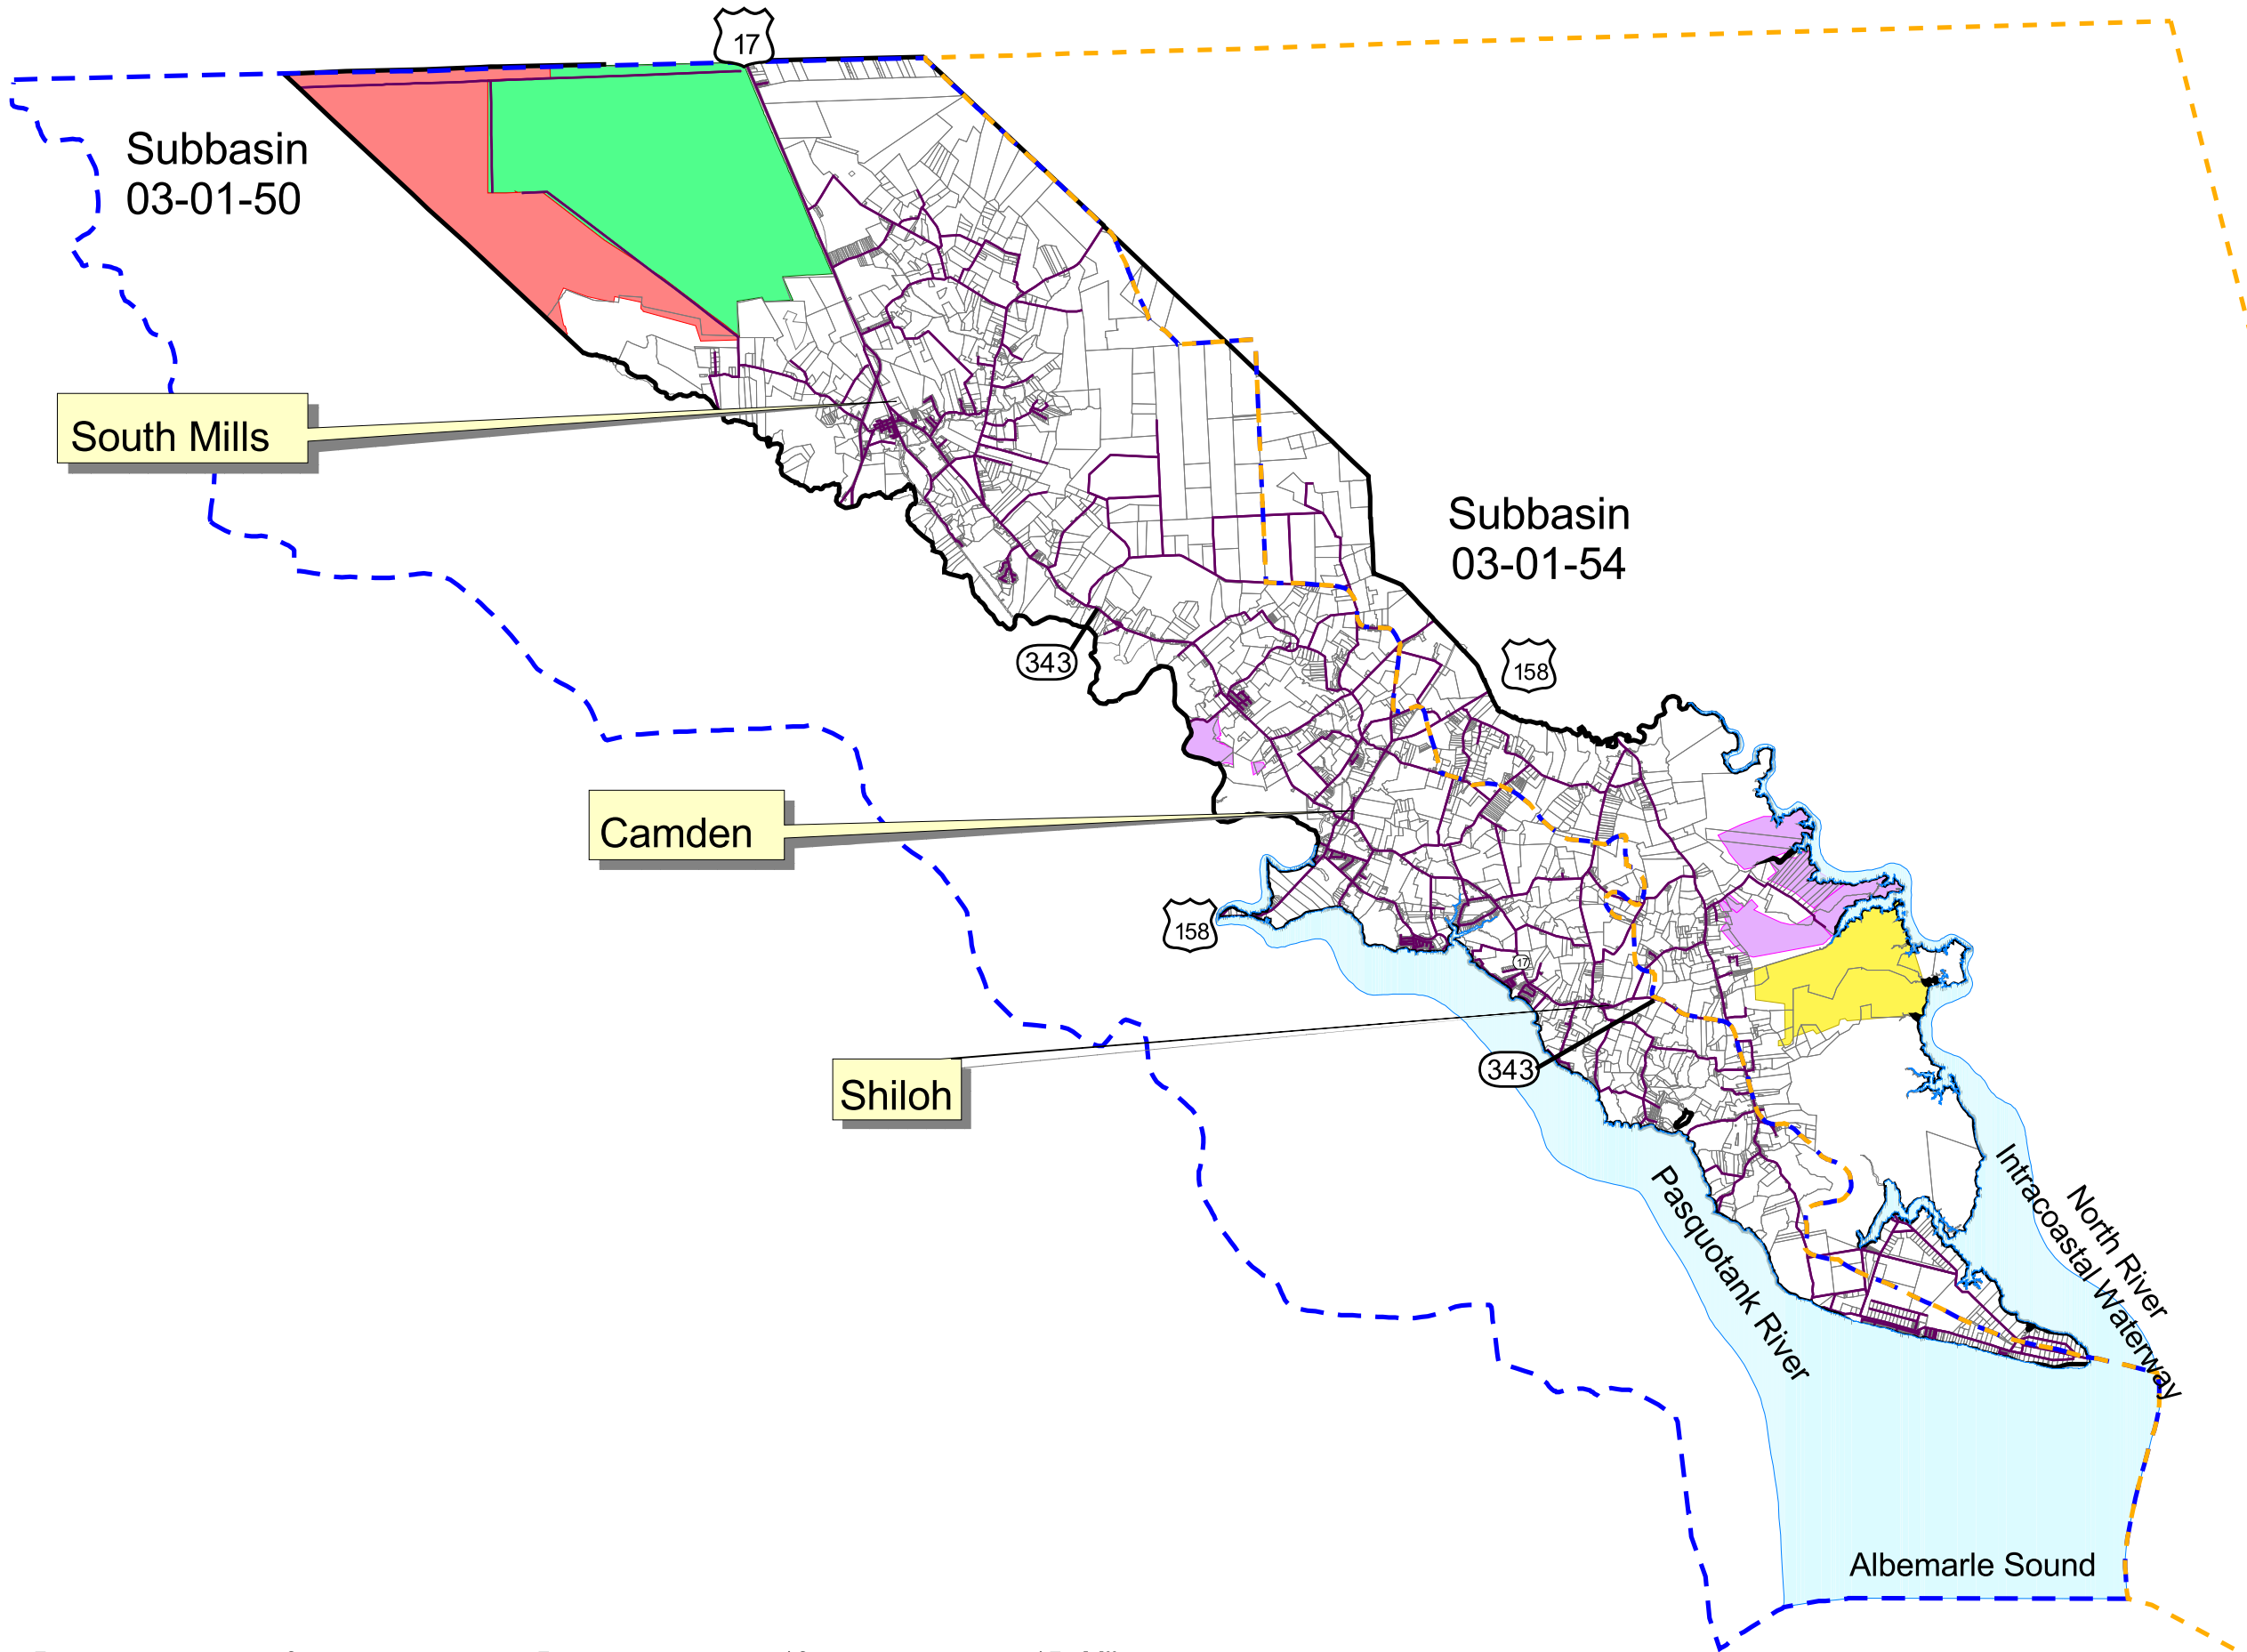 17
Subbasin
03-01-50
South Mills
Subbasin
03-01-54
343
158
Camden
158
17
Shiloh
343
Pasquotank River
North River
Intracoastal Waterway
Albemarle Sound